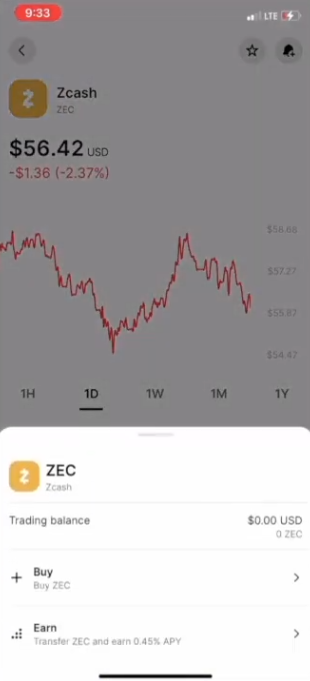 9:33
LTE
Zcash
ZEC
$56.42 USD
-$1.36 (-2.37%)
$58.68
$57.27
$55.87
$54.47
1H 1D 1W 1M 1Y
ZEC
Zcash
Trading balance $0.00 USD
0 ZEC
Buy
Buy ZEC
Earn
Transfer ZEC and earn 0.45% APY